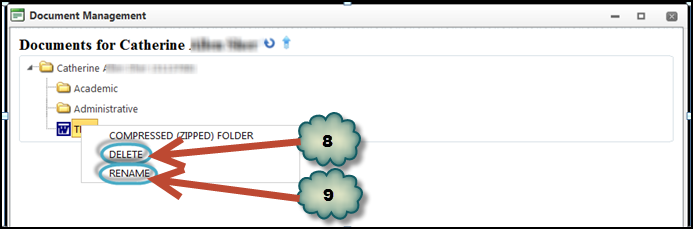 Document Management
Documents for Catherine
Catherine
Academic
Administrative
W
COMPRESSED (ZIPPED) FOLDER
DELETE
RENAME
8
9